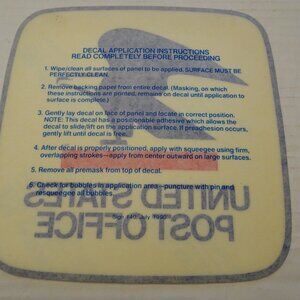 DECAL APPLICATION INSTRUCTIONS
READ COMPLETELY BEFORE PROCEEDING
1. Wipe/clean all surfaces of panel to be applied. SURFACE MUST BE
PERFECTLY CLEAN.
2. Remove backing paper from entire decal. (Masking, on which
these instructions are printed, remains on decal until application to
surface is complete.)
3. Gently lay decal on face of panel and locate in correct position.
NOTE: This decal has a positionable adhesive which allows the
decal to slide/lift on the application surface. If preadhesion occurs,
gently lift until decal is free.
4. After decal is properly positioned, apply with squeegee using firm,
overlapping strokes—apply from center outward on large surfaces.
5. Remove all premask from top of decal.
6. Check for bubbles in application area—puncture with pin and
resqueegee all bubbles.
UNITED STATES
POST OFFICE
Sign 140, July 1990